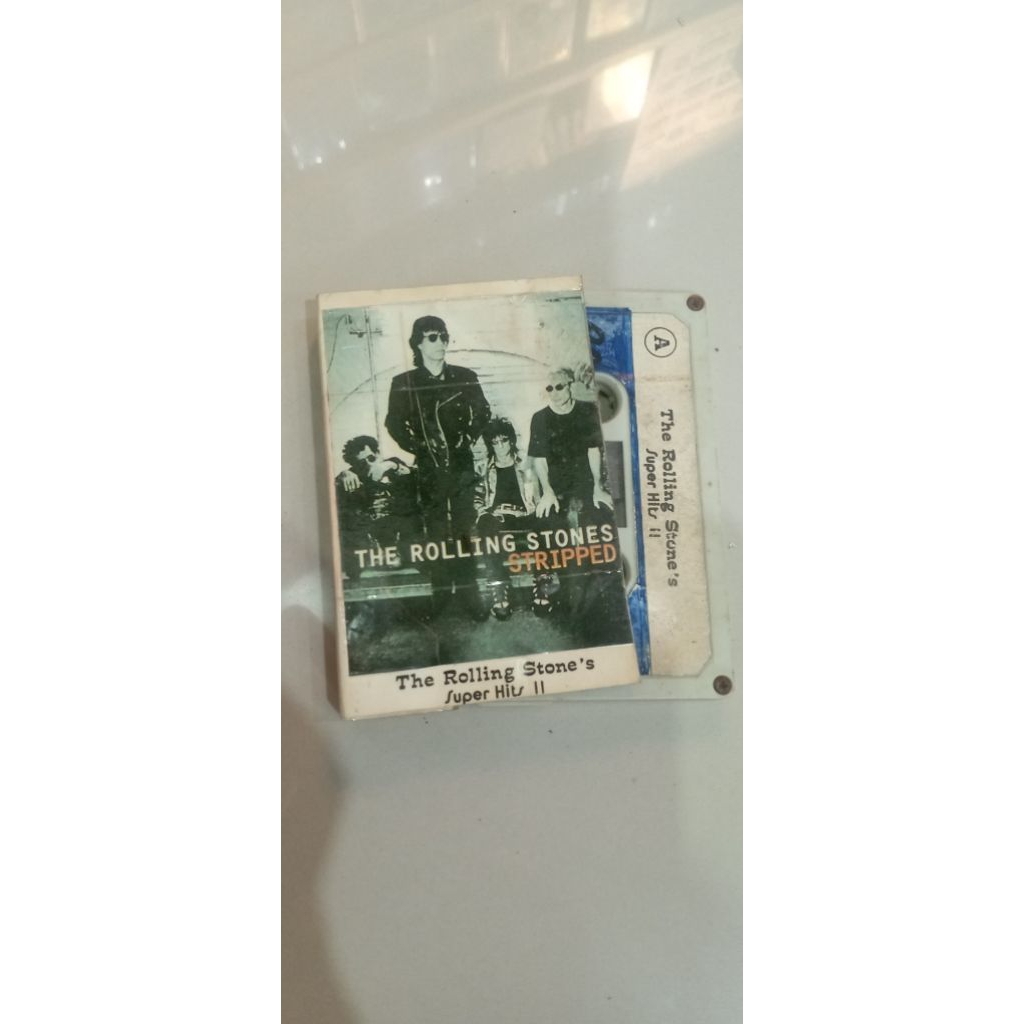 THE ROLLING STONES
STRIPPED
The Rolling Stone's
Super Hits II
A
The Rolling Stone's
Super Hits II